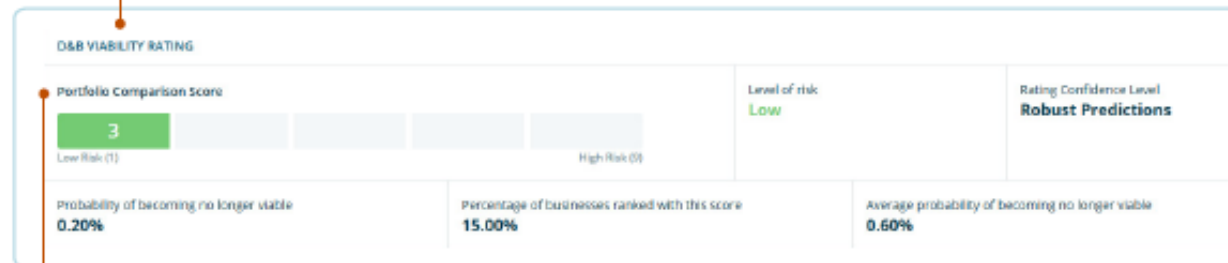 D&B VIABILITY RATING
Portfolio Comparison Score
Level of risk
Rating Confidence Level
Low
Robust Predictions
3
Low Risk (1)
High Risk (9)
Probability of becoming no longer viable
Percentage of businesses ranked with this score
Average probability of becoming no longer viable
0.20%
15.00%
0.60%